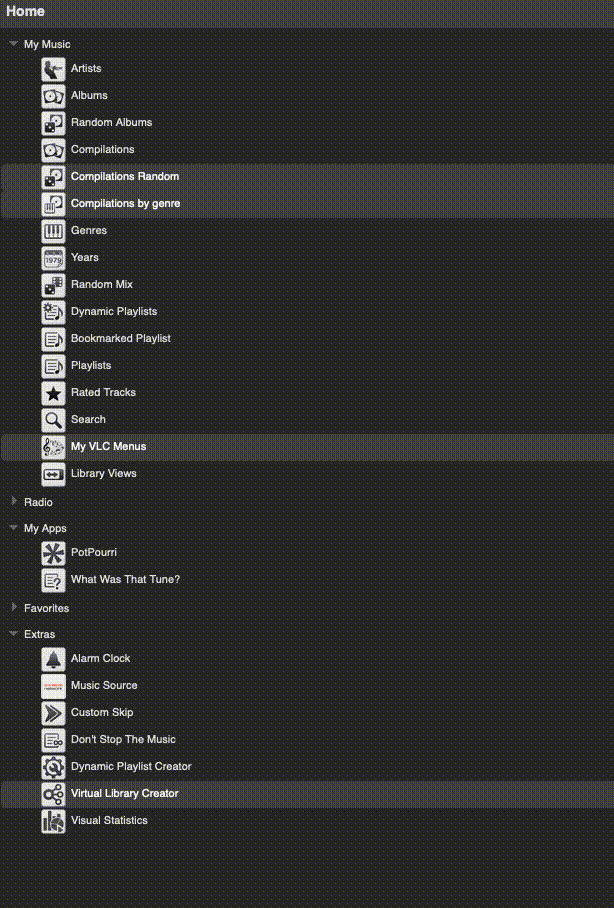 Home
My Music
Artists
Albums
Random Albums
Compilations
Compilations Random
Compilations by genre
Genres
1979
Years
Random Mix
Dynamic Playlists
Bookmarked Playlist
Playlists
Rated Tracks
Search
My VLC Menus
Library Views
Radio
My Apps
PotPourri
What Was That Tune?
Favorites
Extras
Alarm Clock
Music Source
Custom Skip
Don't Stop The Music
Dynamic Playlist Creator
Virtual Library Creator
Visual Statistics